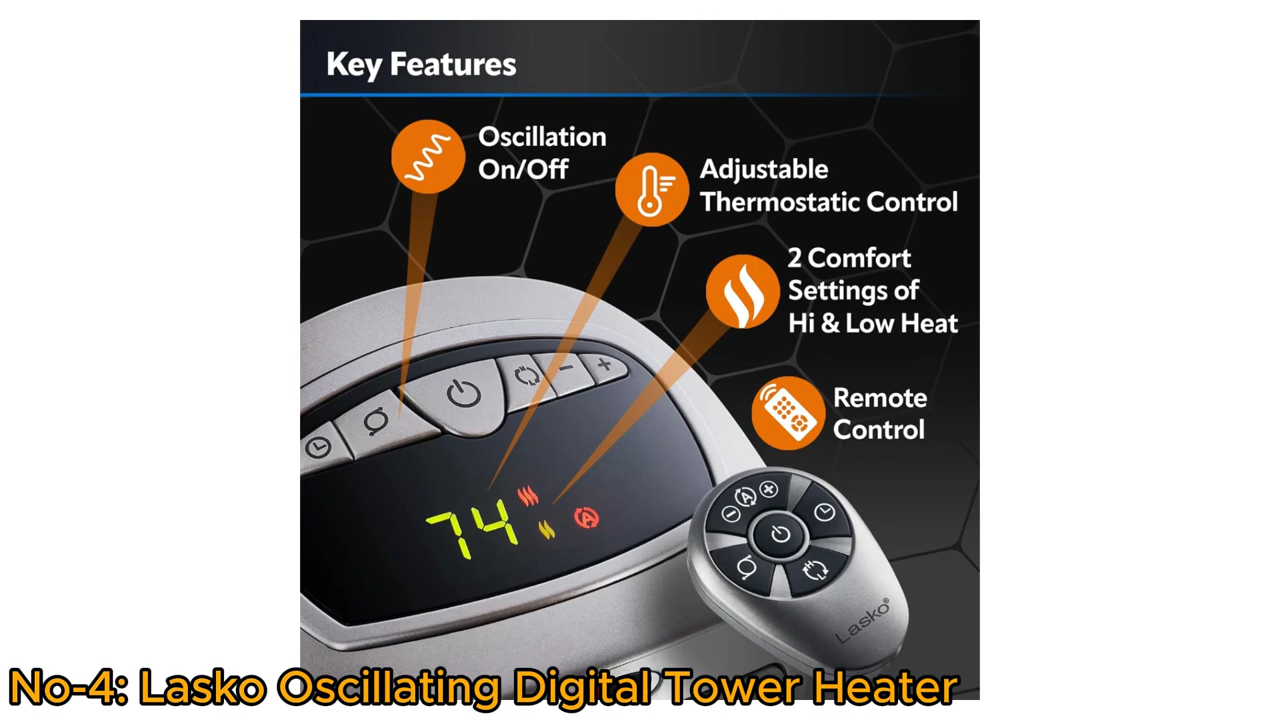 Key Features
Oscillation
On/Off
Adjustable
Thermostatic Control
2 Comfort
Settings of
Hi & Low Heat
Remote
Control
74
A
A
H
L
Lasko®
No-4: Lasko Oscillating Digital Tower Heater